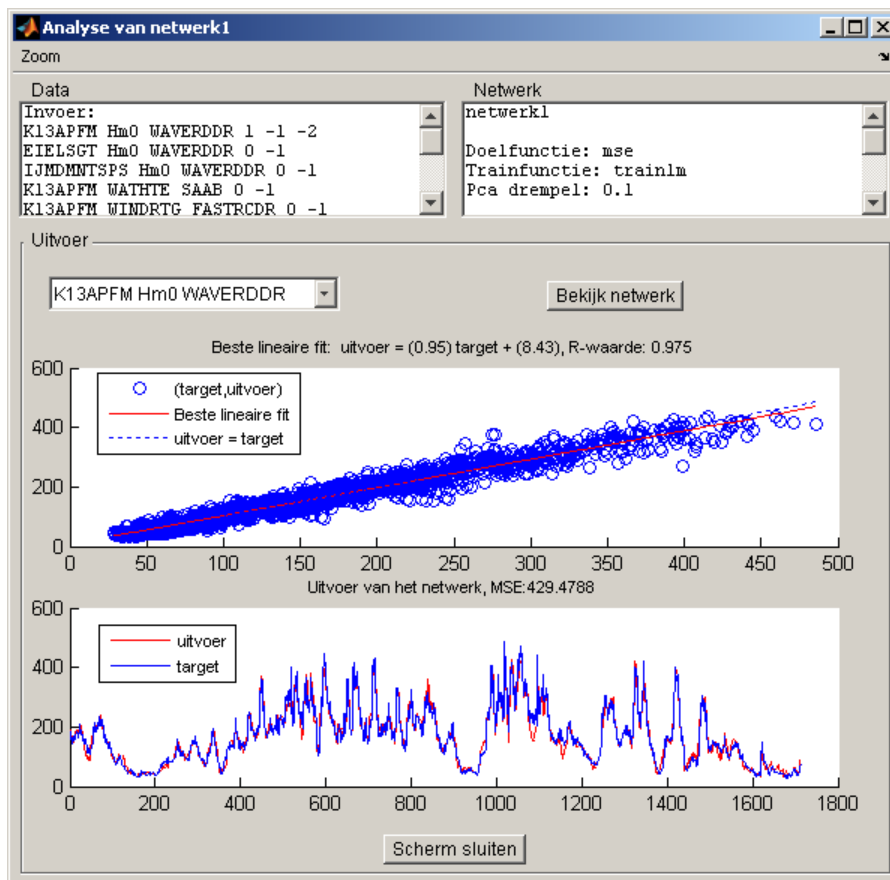 Analyse van netwerk1
Zoom
Data
Invoer:
K13APFM Hm0 WAVERDDR 1 -1 -2
EIELSGT Hm0 WAVERDDR 0 -1
IJMDMNTSPS Hm0 WAVERDDR 0 -1
K13APFM WATHTE SAAB 0 -1
K13APFM WINDRTG FASTRCDR 0 -1
Netwerk
netwerk1
Doelfunctie: mse
Trainfunctie: trainlm
Pca drempel: 0.1
Uitvoer
K13APFM Hm0 WAVERDDR
Bekijk netwerk
Beste lineaire fit: uitvoer = (0.95) target + (8.43), R-waarde: 0.975
600
400
200
0
(target,uitvoer)
Beste lineaire fit
uitvoer = target
0 50 100 150 200 250 300 350 400 450 500
Uitvoer van het netwerk, MSE:429.4788
600
400
200
0
uitvoer
target
0 200 400 600 800 1000 1200 1400 1600 1800
Scherm sluiten